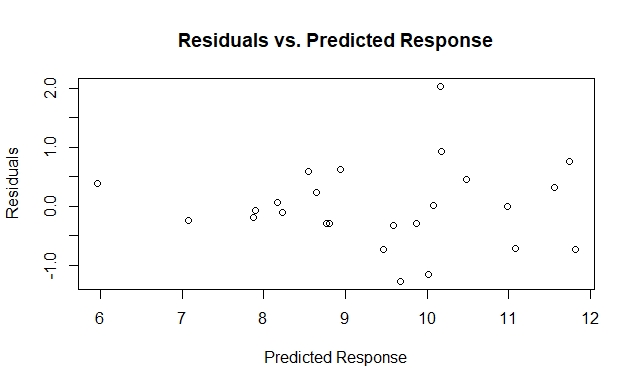 Residuals vs. Predicted Response
Residuals
2.0
1.0
0.0
-1.0
6 7 8 9 10 11 12
Predicted Response